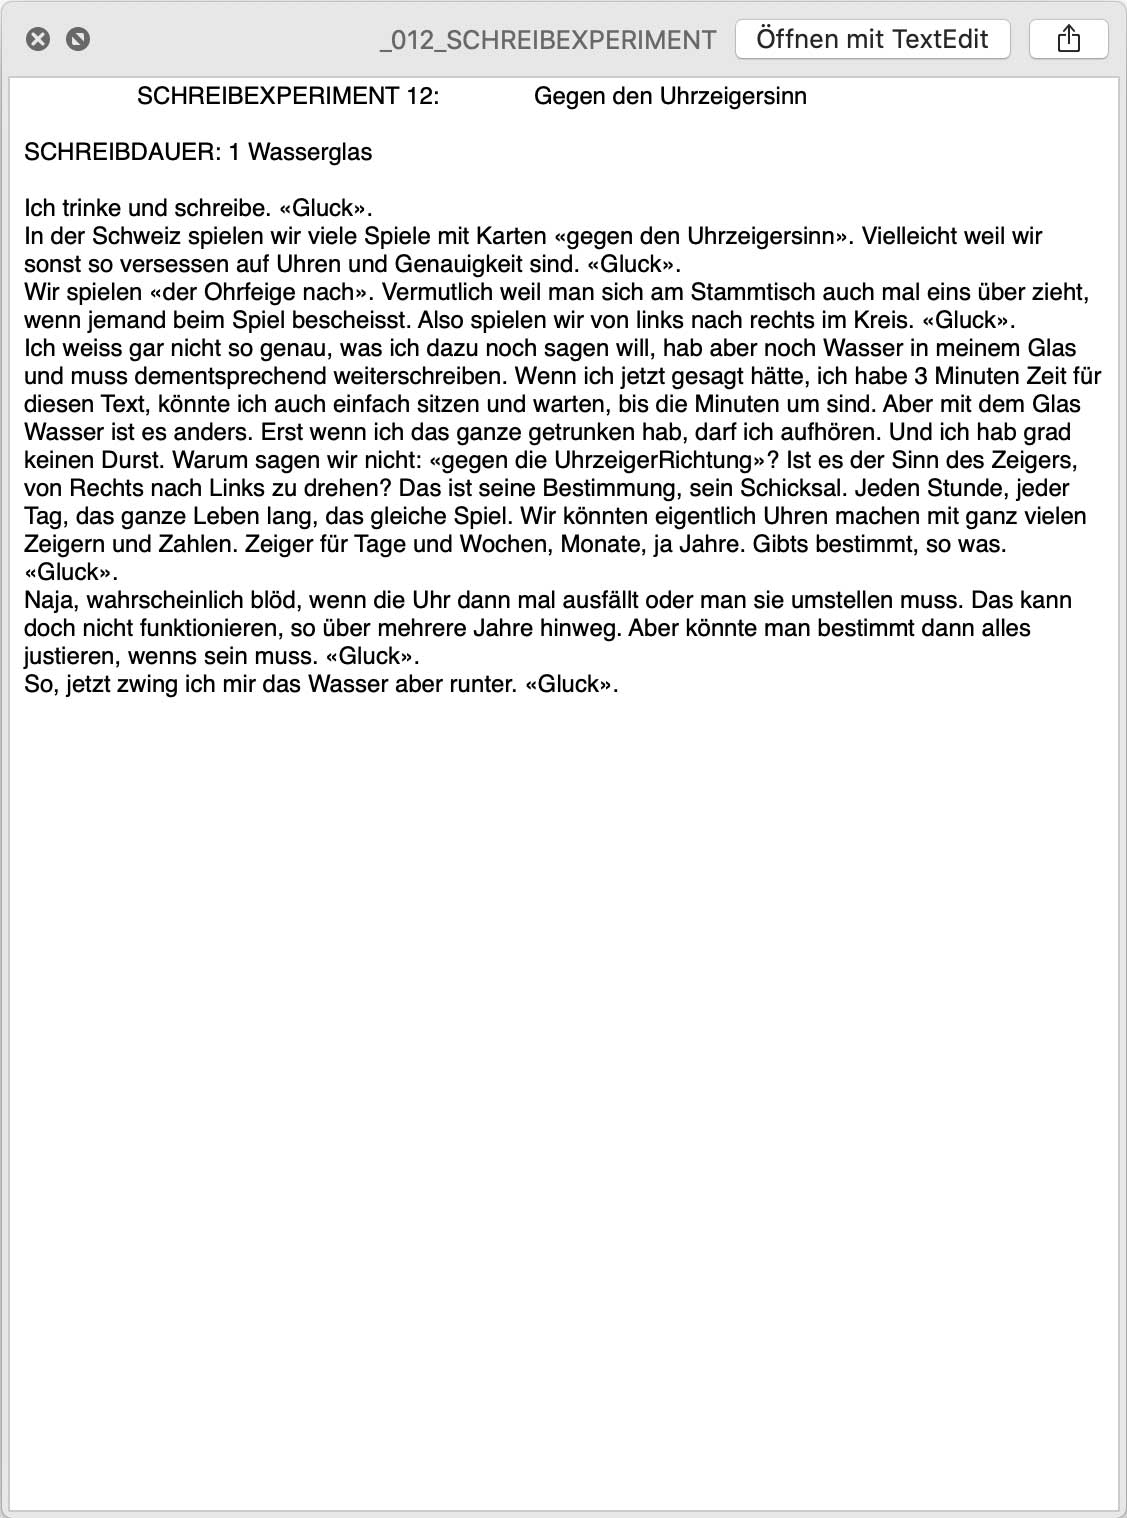 _012_SCHREIBEXPERIMENT Öffnen mit TextEdit
SCHREIBEXPERIMENT 12: Gegen den Uhrzeigersinn
SCHREIBDAUER: 1 Wasserglas
Ich trinke und schreibe. «Gluck».
In der Schweiz spielen wir viele Spiele mit Karten «gegen den Uhrzeigersinn». Vielleicht weil wir
sonst so versessen auf Uhren und Genauigkeit sind. «Gluck».
Wir spielen «der Ohrfeige nach». Vermutlich weil man sich am Stammtisch auch mal eins über zieht,
wenn jemand beim Spiel bescheisst. Also spielen wir von links nach rechts im Kreis. «Gluck».
Ich weiss gar nicht so genau, was ich dazu noch sagen will, hab aber noch Wasser in meinem Glas
und muss dementsprechend weiterschreiben. Wenn ich jetzt gesagt hätte, ich habe 3 Minuten Zeit für
diesen Text, könnte ich auch einfach sitzen und warten, bis die Minuten um sind. Aber mit dem Glas
Wasser ist es anders. Erst wenn ich das ganze getrunken hab, darf ich aufhören. Und ich hab grad
keinen Durst. Warum sagen wir nicht: «gegen die UhrzeigerRichtung»? Ist es der Sinn des Zeigers,
von Rechts nach Links zu drehen? Das ist seine Bestimmung, sein Schicksal. Jeden Stunde, jeder
Tag, das ganze Leben lang, das gleiche Spiel. Wir könnten eigentlich Uhren machen mit ganz vielen
Zeigern und Zahlen. Zeiger für Tage und Wochen, Monate, ja Jahre. Gibts bestimmt, so was.
«Gluck».
Naja, wahrscheinlich blöd, wenn die Uhr dann mal ausfällt oder man sie umstellen muss. Das kann
doch nicht funktionieren, so über mehrere Jahre hinweg. Aber könnte man bestimmt dann alles
justieren, wenns sein muss. «Gluck».
So, jetzt zwing ich mir das Wasser aber runter. «Gluck».